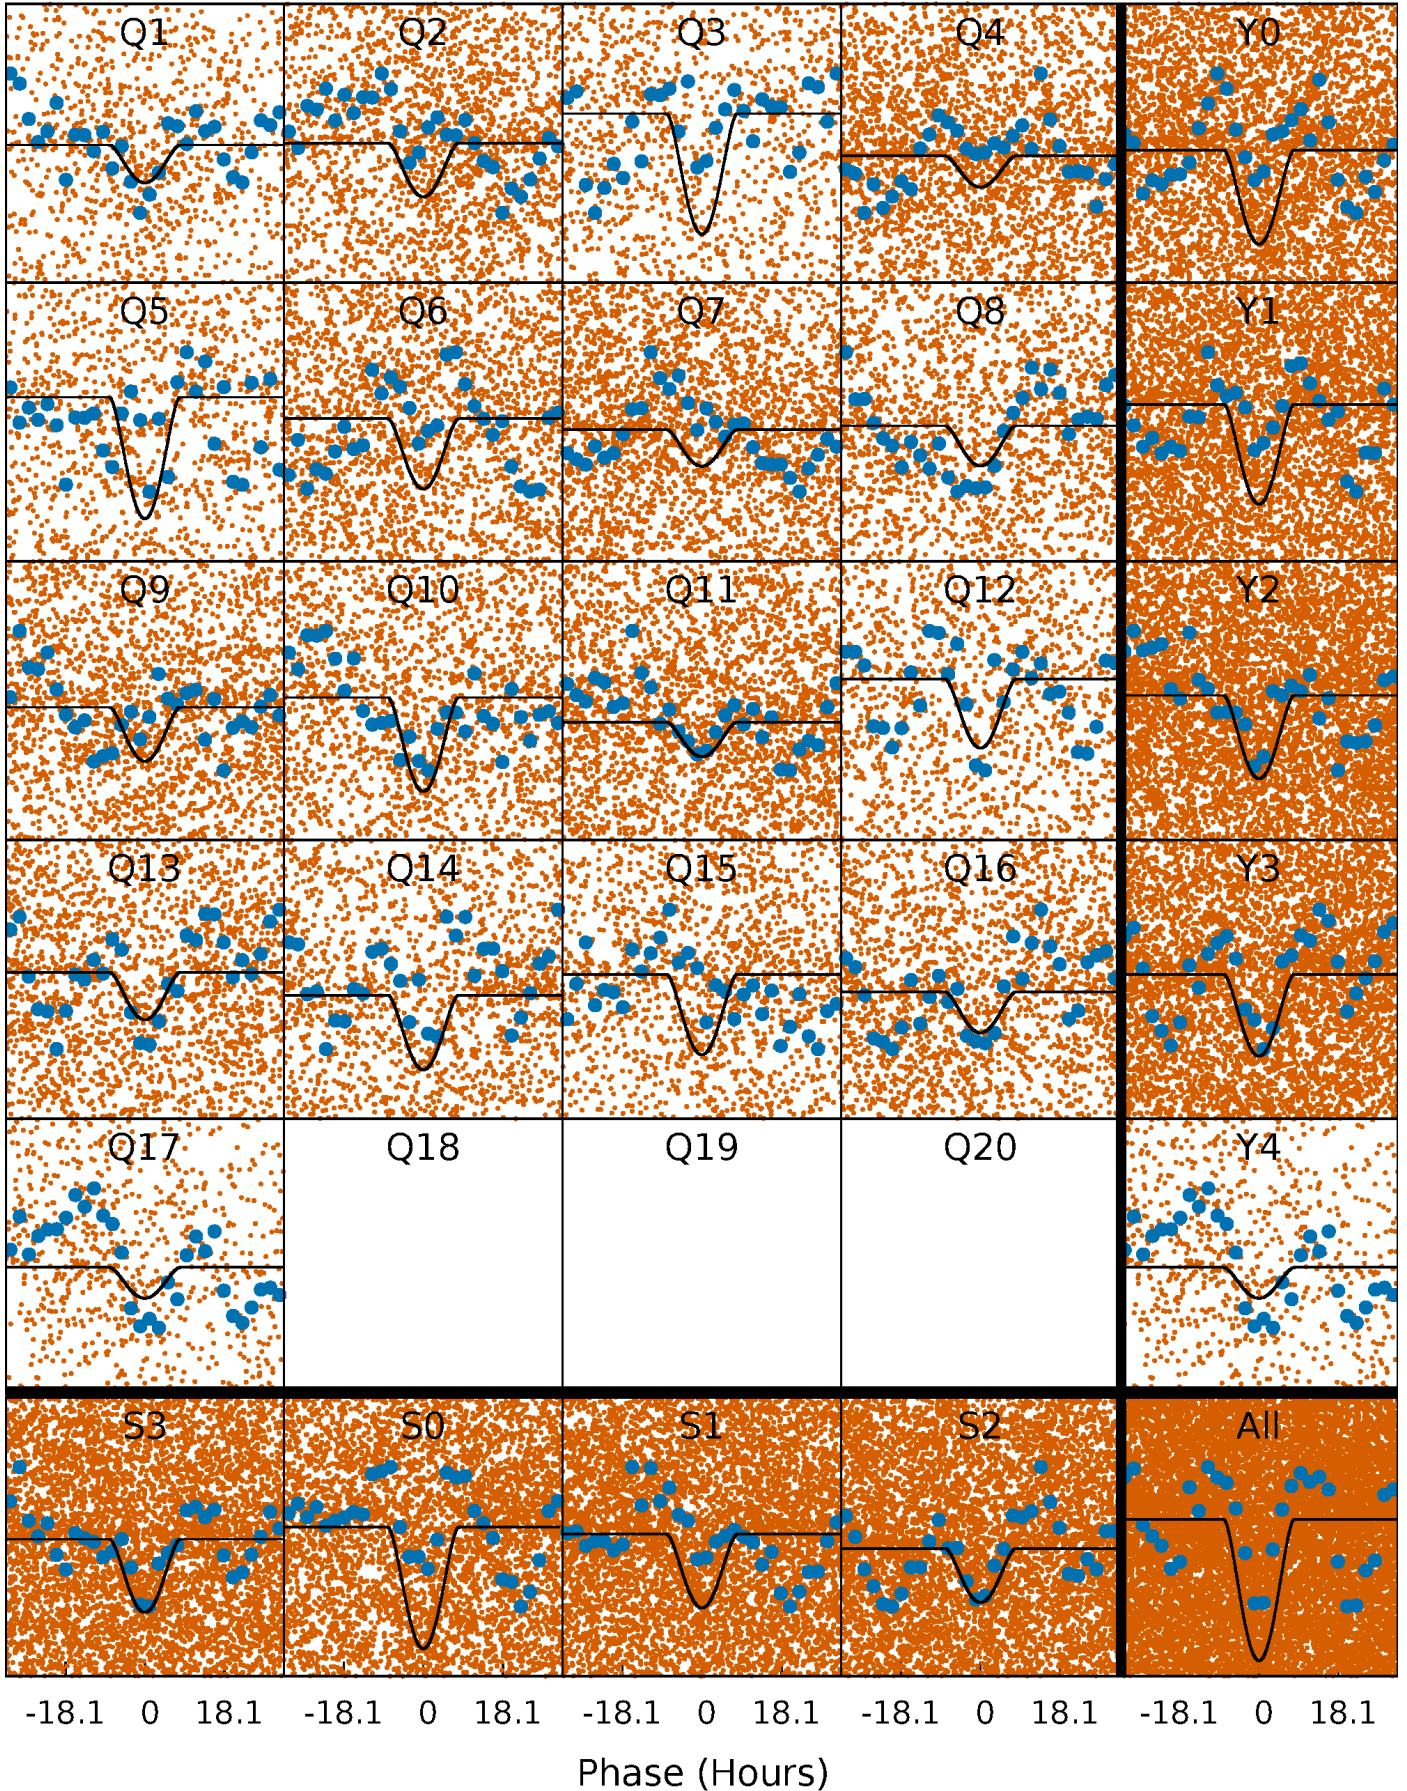 Q1 Q2 Q3 Q4 Y0
Q5 Q6 Q7 Q8 Y1
Q9 Q10 Q11 Q12 Y2
Q13 Q14 Q15 Q16 Y3
Q17 Q18 Q19 Q20 Y4
S3 S0 S1 S2 All
-18.1 0 18.1 -18.1 0 18.1 -18.1 0 18.1 -18.1 0 18.1 -18.1 0 18.1
Phase (Hours)